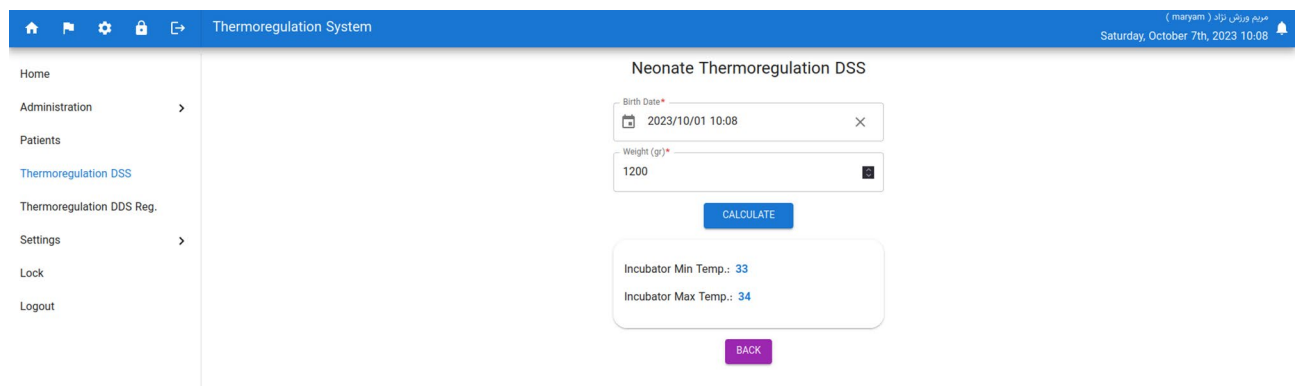 Thermoregulation System
مریم ورزش نژاد ( maryam )
Saturday, October 7th, 2023 10:08
Home
Administration
Patients
Thermoregulation DSS
Thermoregulation DDS Reg.
Settings
Lock
Logout
Neonate Thermoregulation DSS
Birth Date*
2023/10/01 10:08
Weight (gr)*
1200
CALCULATE
Incubator Min Temp.: 33
Incubator Max Temp.: 34
BACK